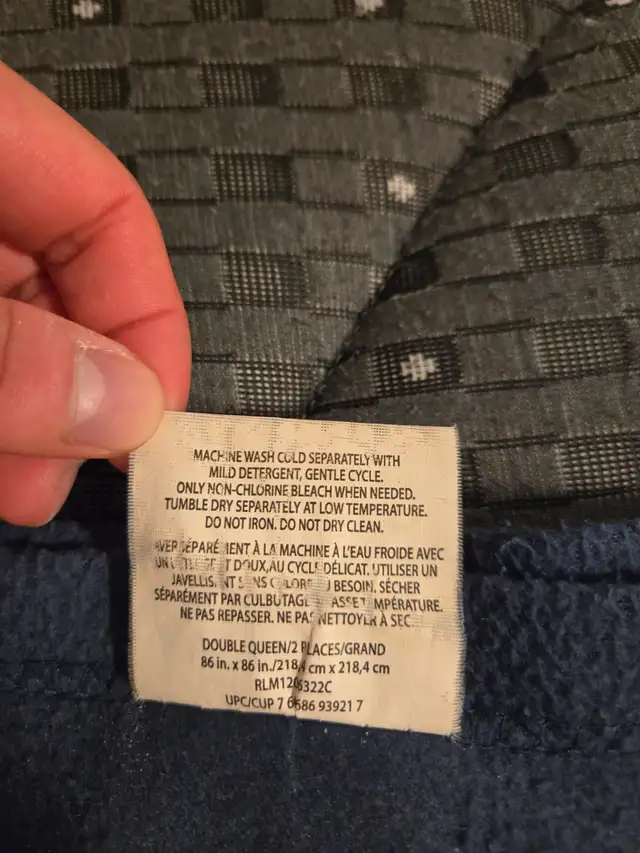 MACHINE WASH COLD SEPARATELY WITH
MILD DETERGENT, GENTLE CYCLE.
ONLY NON-CHLORINE BLEACH WHEN NEEDED.
TUMBLE DRY SEPARATELY AT LOW TEMPERATURE.
DO NOT IRON. DO NOT DRY CLEAN.
À LA MACHINE À L'EAU FROIDE AVEC
DOUX, AU CYCLE DÉLICAT. UTILISER UN
BESOIN. SÉCHER
SÉPARÉMENT PAR CULBUTAGE
NE PAS REPASSER. NE PAS NETTOYER À SEC.
DOUBLE QUEEN/2 PLACES/GRAND
86 in. x 86 in./218,4 cm x 218,4 cm
UPC/CUP